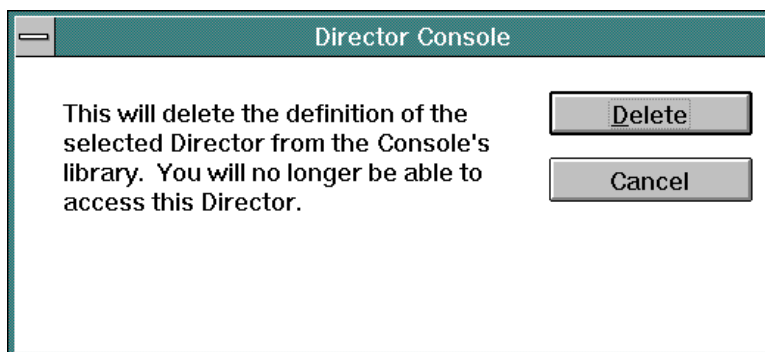 Director Console
This will delete the definition of the
selected Director from the Console's
library.  You will no longer be able to
access this Director.
Delete
Cancel